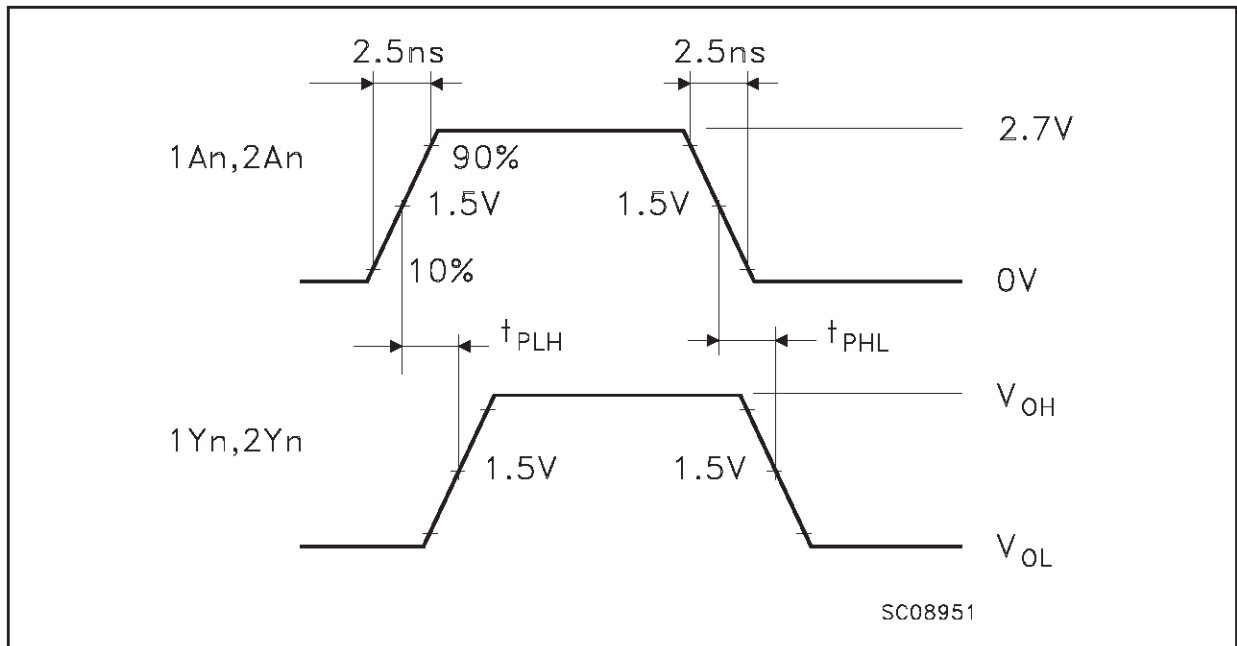 2.5ns 2.5ns
2.7V
1An,2An 90%
1.5V 1.5V
10% 0V
tPLH tPHL
VOH
1Yn,2Yn
1.5V 1.5V
VOL
SC08951